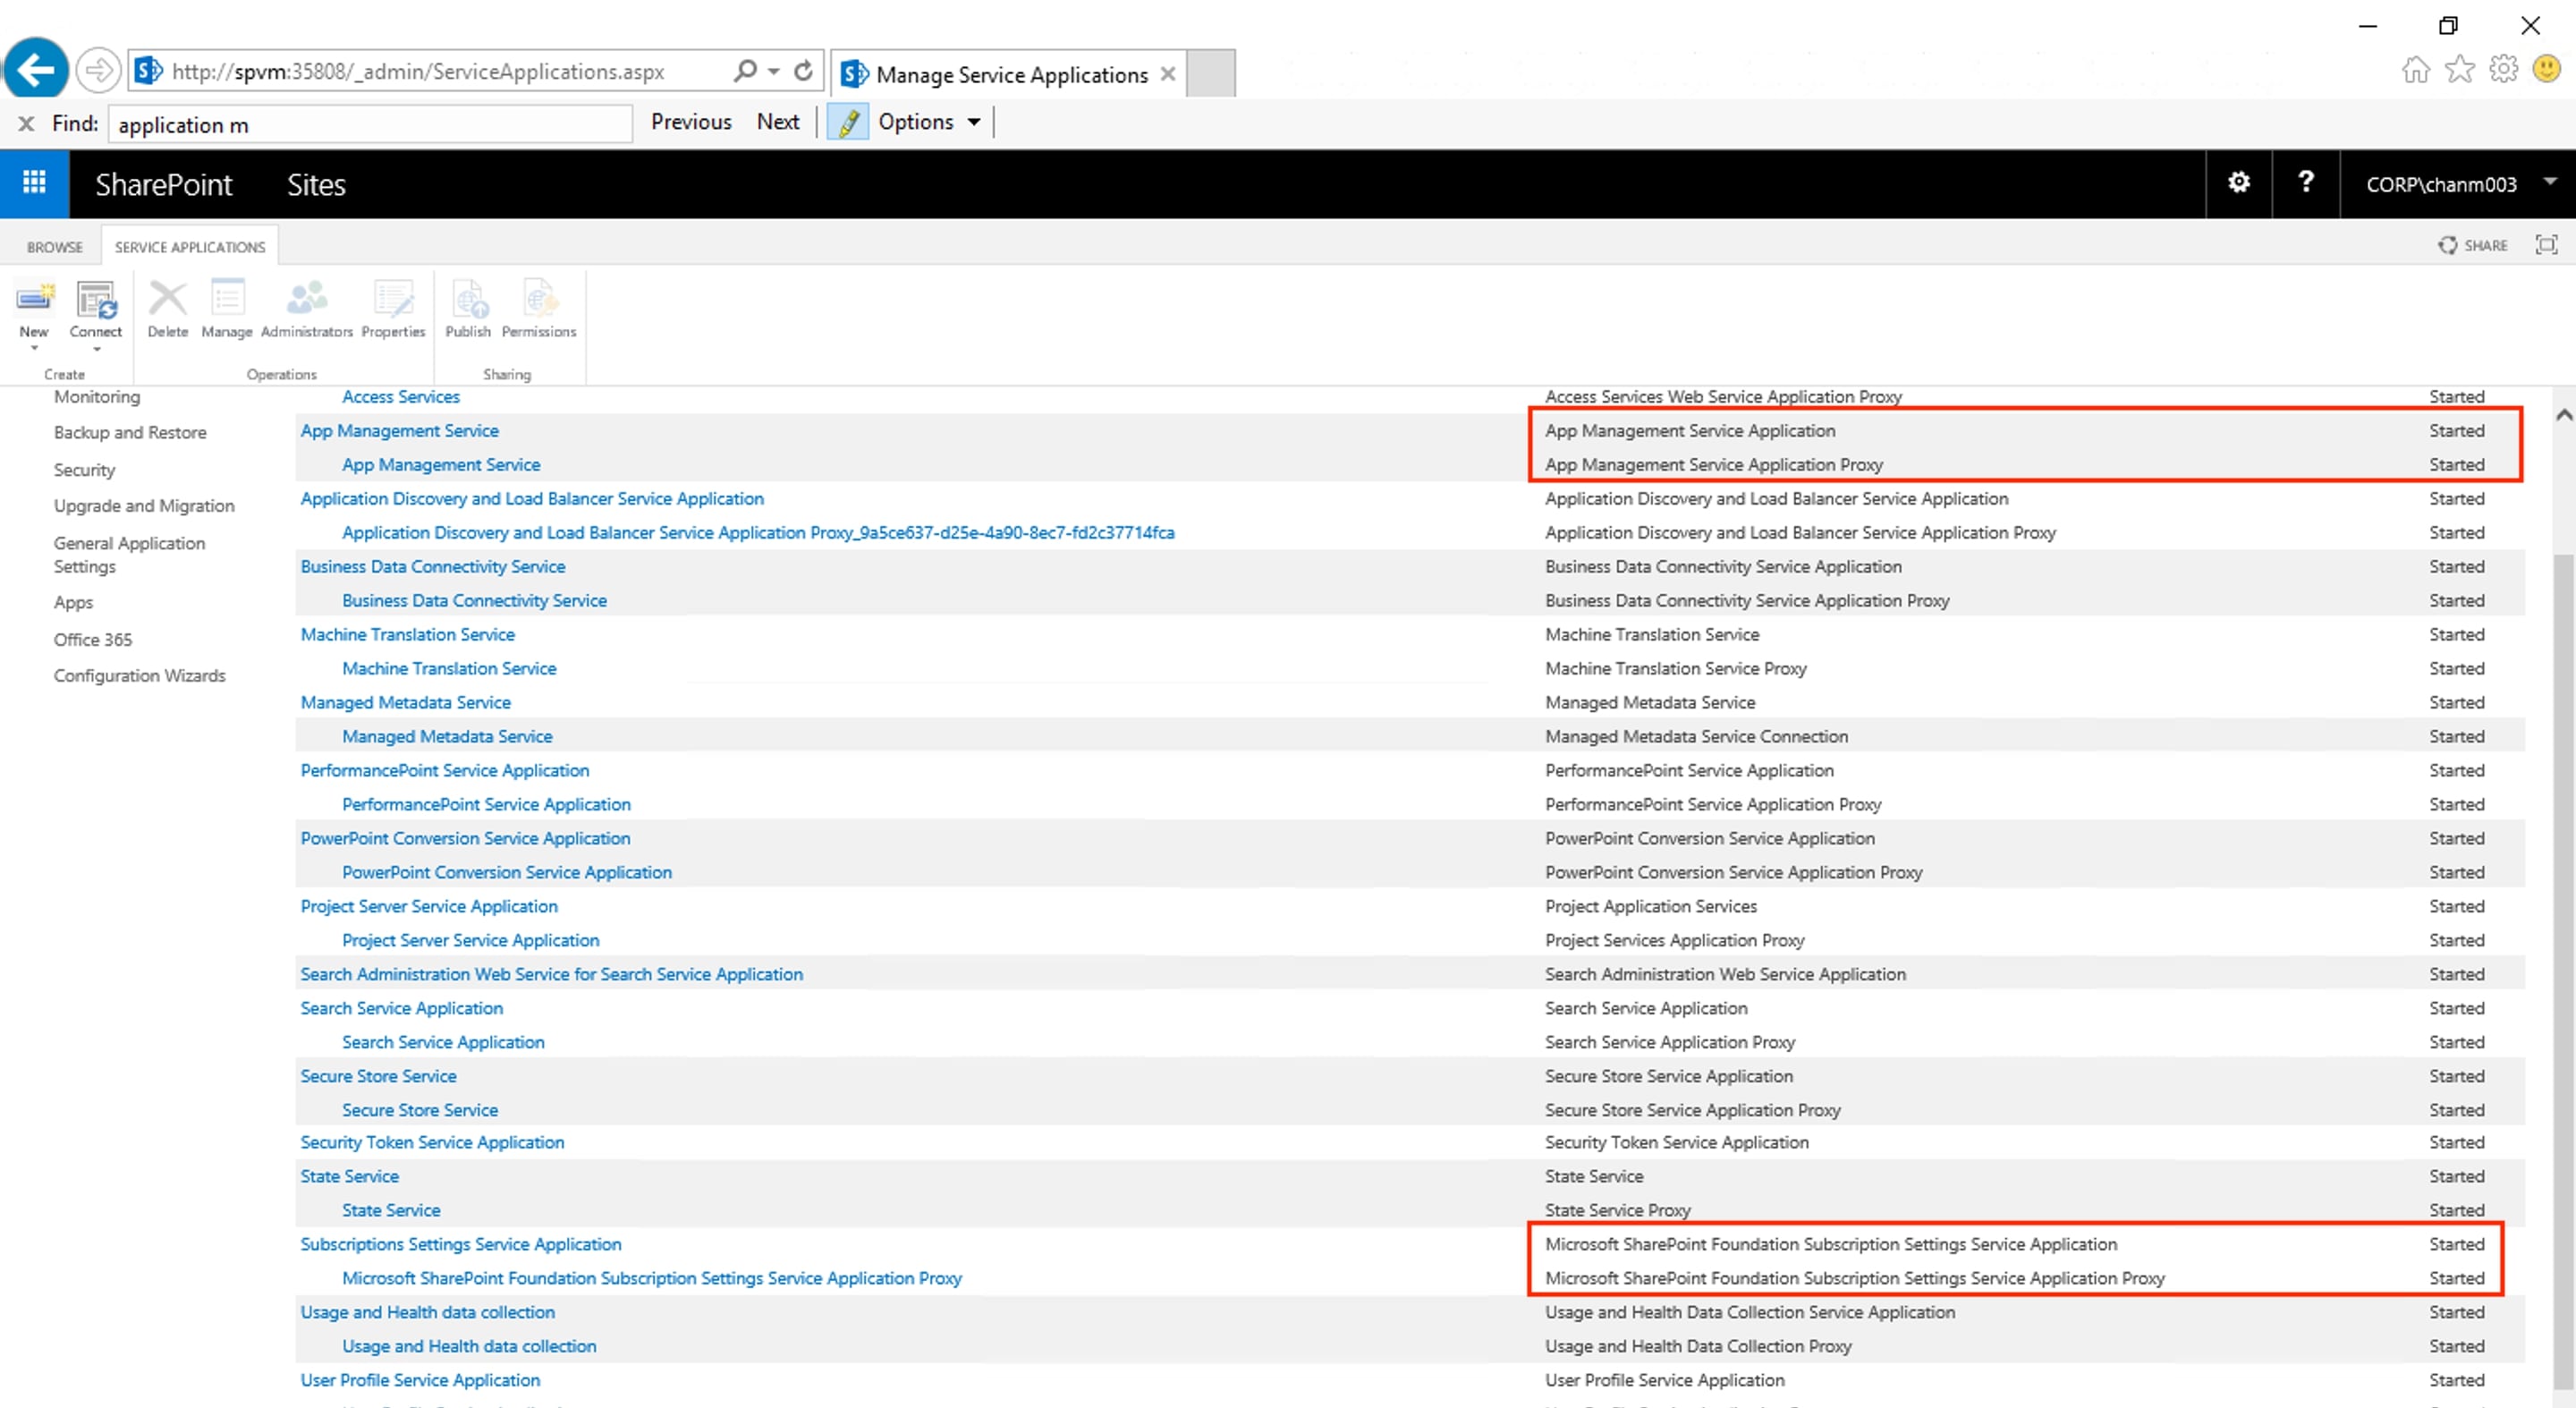 http://spvm:35808/_admin/ServiceApplications.aspx
Manage Service Applications
Find: application m Previous Next Options
SharePoint Sites ? CORP\chanm003
BROWSE SERVICE APPLICATIONS SHARE
New Connect Delete Manage Administrators Properties Publish Permissions
Create Operations Sharing
Monitoring
Backup and Restore
Security
Upgrade and Migration
General Application
Settings
Apps
Office 365
Configuration Wizards
Access Services Access Services Web Service Application Proxy Started
App Management Service App Management Service Application Started
App Management Service App Management Service Application Proxy Started
Application Discovery and Load Balancer Service Application Application Discovery and Load Balancer Service Application Started
Application Discovery and Load Balancer Service Application Proxy_9a5ce637-d25e-4a90-8ec7-fd2c37714fca Application Discovery and Load Balancer Service Application Proxy Started
Business Data Connectivity Service Business Data Connectivity Service Application Started
Business Data Connectivity Service Business Data Connectivity Service Application Proxy Started
Machine Translation Service Machine Translation Service Started
Machine Translation Service Machine Translation Service Proxy Started
Managed Metadata Service Managed Metadata Service Started
Managed Metadata Service Managed Metadata Service Connection Started
PerformancePoint Service Application PerformancePoint Service Application Started
PerformancePoint Service Application PerformancePoint Service Application Proxy Started
PowerPoint Conversion Service Application PowerPoint Conversion Service Application Started
PowerPoint Conversion Service Application PowerPoint Conversion Service Application Proxy Started
Project Server Service Application Project Application Services Started
Project Server Service Application Project Services Application Proxy Started
Search Administration Web Service for Search Service Application Search Administration Web Service Application Started
Search Service Application Search Service Application Started
Search Service Application Search Service Application Proxy Started
Secure Store Service Secure Store Service Application Started
Secure Store Service Secure Store Service Application Proxy Started
Security Token Service Application Security Token Service Application Started
State Service State Service Started
State Service State Service Proxy Started
Subscriptions Settings Service Application Microsoft SharePoint Foundation Subscription Settings Service Application Started
Microsoft SharePoint Foundation Subscription Settings Service Application Proxy Microsoft SharePoint Foundation Subscription Settings Service Application Proxy Started
Usage and Health data collection Usage and Health Data Collection Service Application Started
Usage and Health data collection Usage and Health Data Collection Proxy Started
User Profile Service Application User Profile Service Application Started